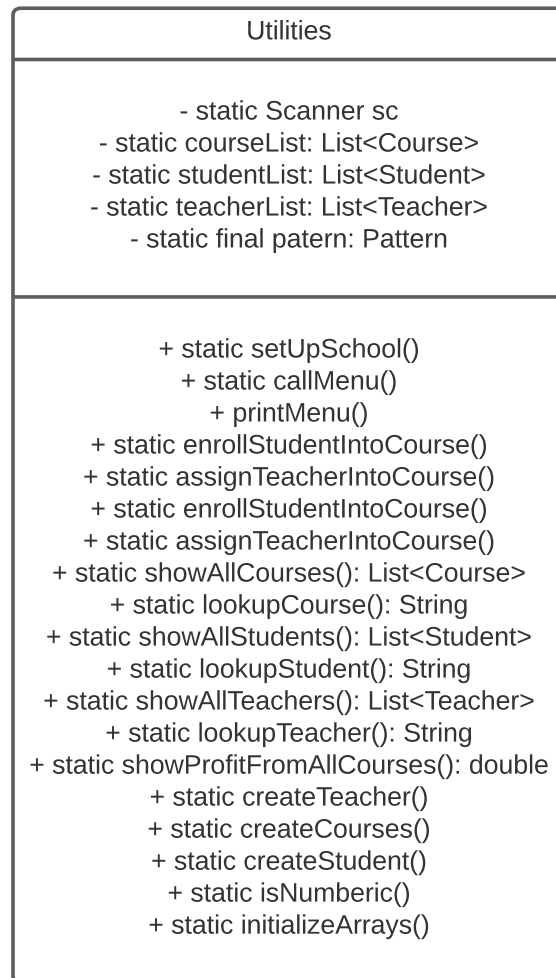 Utilities
- static Scanner sc
- static courseList: List<Course>
- static studentList: List<Student>
- static teacherList: List<Teacher>
- static final patern: Pattern
+ static setUpSchool()
+ static callMenu()
+ printMenu()
+ static enrollStudentIntoCourse()
+ static assignTeacherIntoCourse()
+ static enrollStudentIntoCourse()
+ static assignTeacherIntoCourse()
+ static showAllCourses(): List<Course>
+ static lookupCourse(): String
+ static showAllStudents(): List<Student>
+ static lookupStudent(): String
+ static showAllTeachers(): List<Teacher>
+ static lookupTeacher(): String
+ static showProfitFromAllCourses(): double
+ static createTeacher()
+ static createCourses()
+ static createStudent()
+ static isNumberic()
+ static initializeArrays()